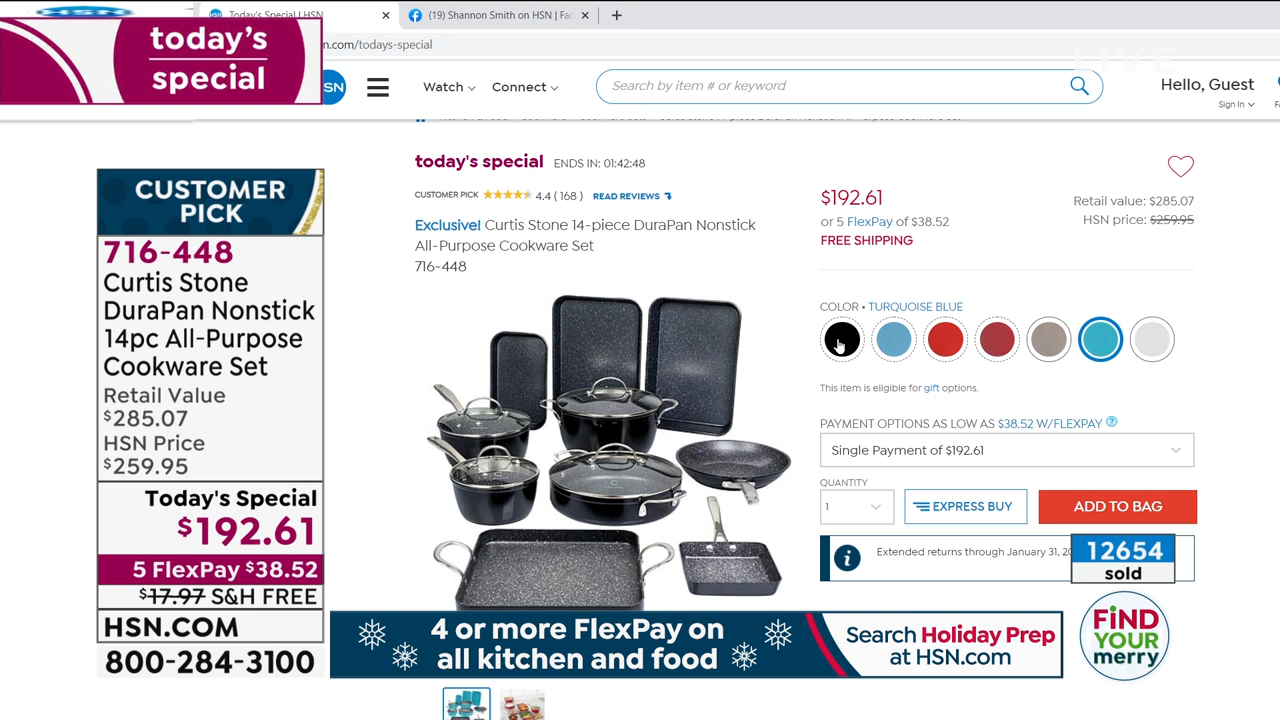 Today's Special | HSN
(19) Shannon Smith on HSN | Fac
n.com/todays-special
LIVE
today's
special
SN
Watch
Connect
Search by item # or keyword
Hello, Guest
Sign In
today's special ENDS IN: 01:42:48
CUSTOMER PICK 4.4 (168) READ REVIEWS
Exclusive! Curtis Stone 14-piece DuraPan Nonstick
All-Purpose Cookware Set
716-448
$192.61
or 5 FlexPay of $38.52
FREE SHIPPING
Retail value: $285.07
HSN price: $259.95
COLOR • TURQUOISE BLUE
This item is eligible for gift options.
PAYMENT OPTIONS AS LOW AS $38.52 W/FLEXPAY ?
Single Payment of $192.61
QUANTITY
1
EXPRESS BUY
ADD TO BAG
i
Extended returns through January 31, 20
12654
sold
CUSTOMER
PICK
716-448
Curtis Stone
DuraPan Nonstick
14pc All-Purpose
Cookware Set
Retail Value
$285.07
HSN Price
$259.95
Today's Special
$192.61
5 FlexPay $38.52
$17.97 S&H FREE
HSN.COM
800-284-3100
4 or more FlexPay on
all kitchen and food
Search Holiday Prep
at HSN.com
FiND
YOUR
merry